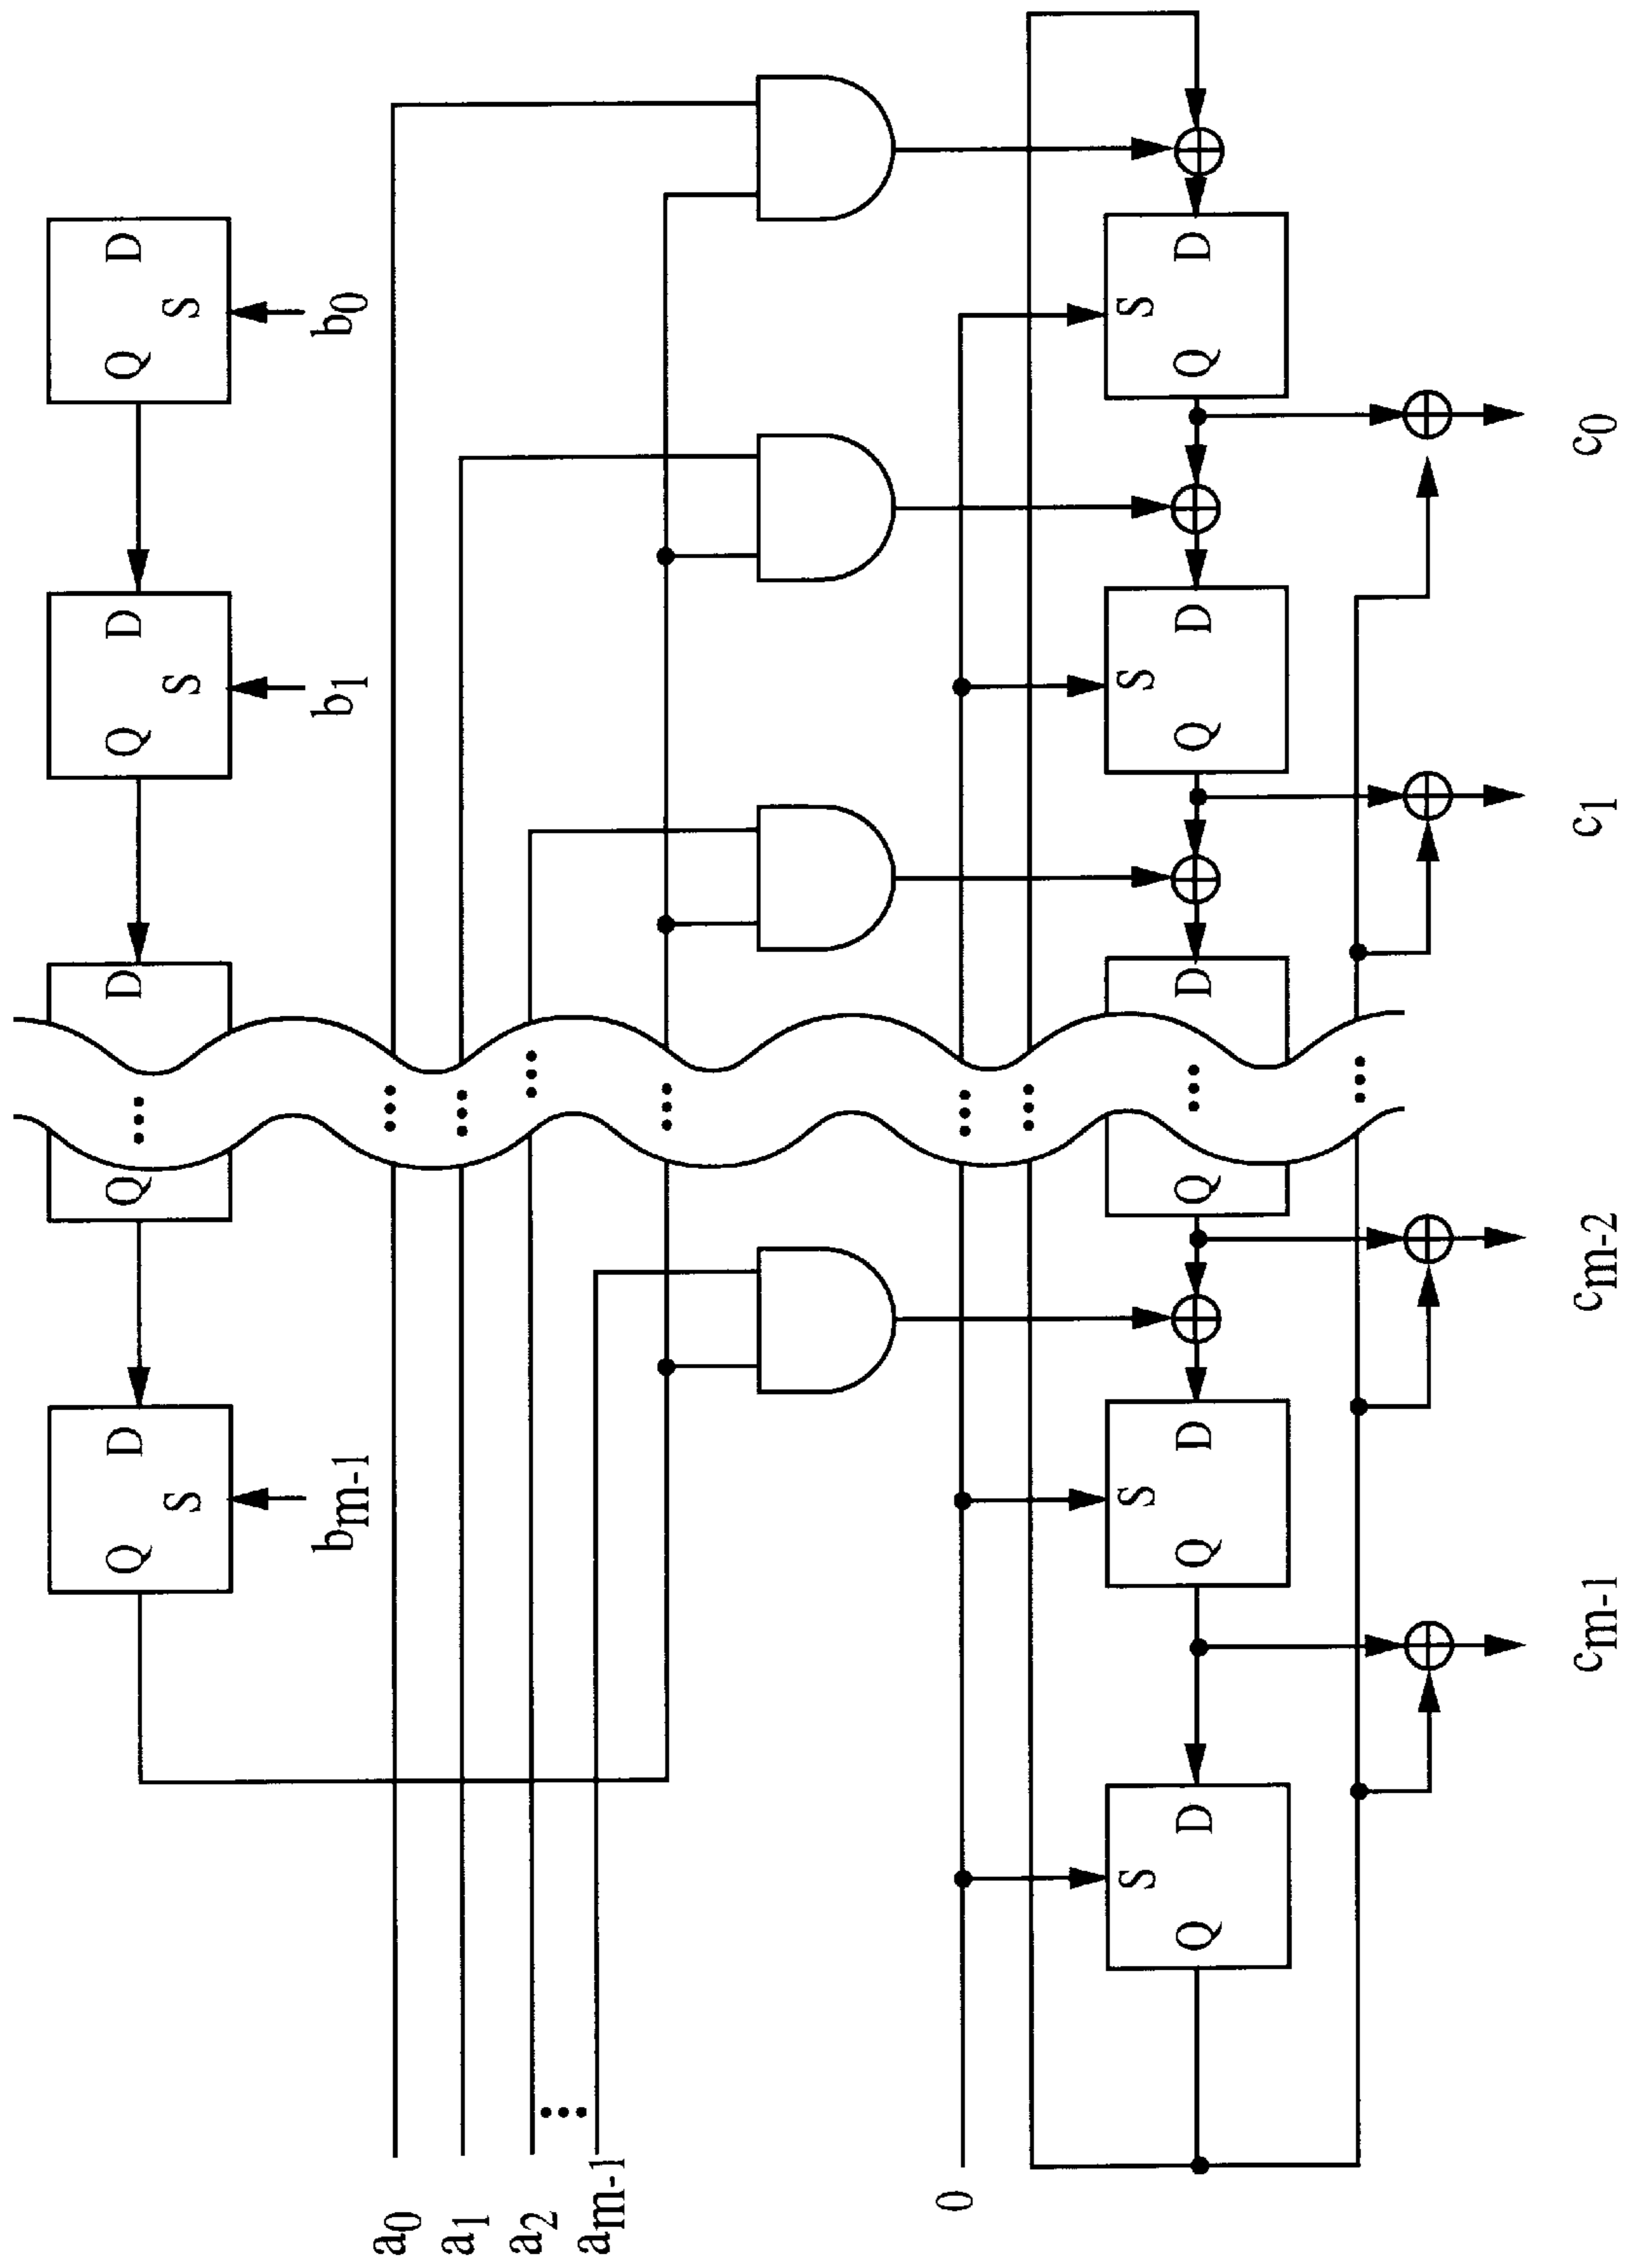 Q D Q ... D Q D Q D
S S S
bm-1 b1 b0
a0 ...
a1 ...
a2 ...
...
am-1
...
0 ...
...
S S S S
Q D Q D Q ... D Q D Q D
...
cm-1 cm-2 c1 c0